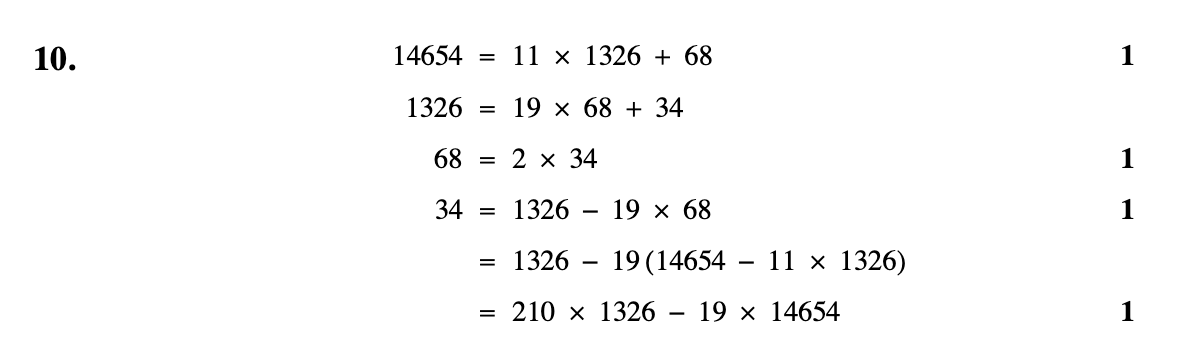 10. 14654 = 11 × 1326 + 68 1
1326 = 19 × 68 + 34
68 = 2 × 34 1
34 = 1326 − 19 × 68 1
= 1326 − 19(14654 − 11 × 1326)
= 210 × 1326 − 19 × 14654 1